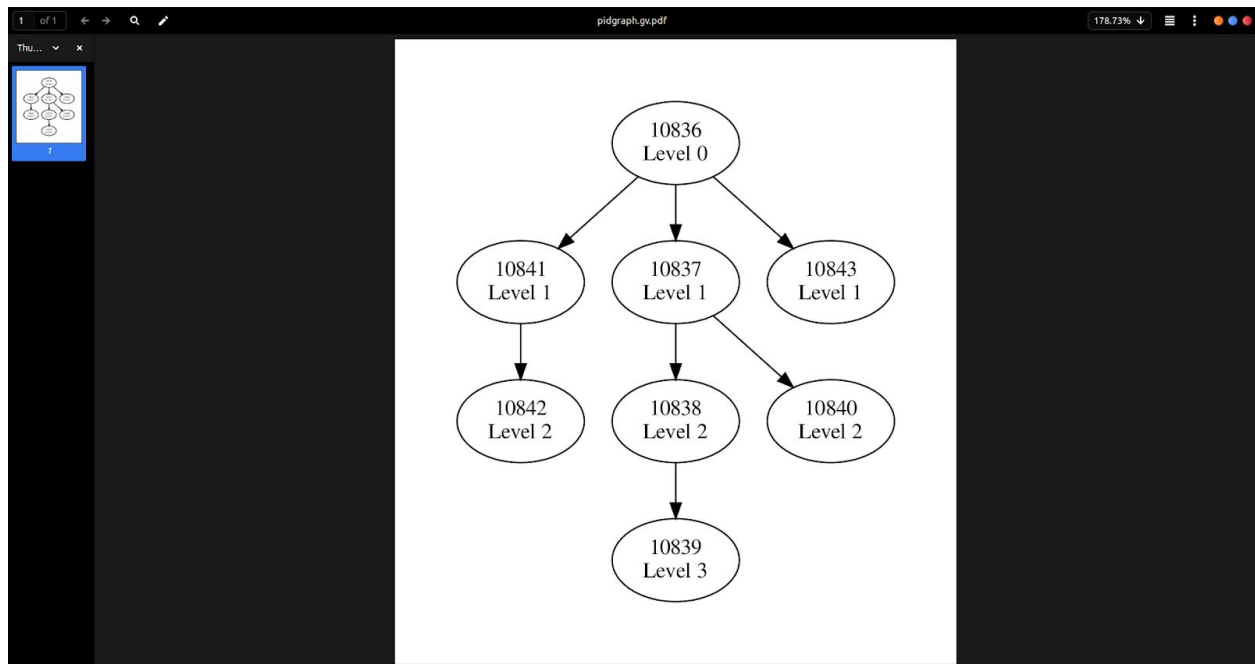 1 of 1
pidgraph.gv.pdf
178.73%
Thu...
1
10836
Level 0
10841
Level 1
10837
Level 1
10843
Level 1
10842
Level 2
10838
Level 2
10840
Level 2
10839
Level 3